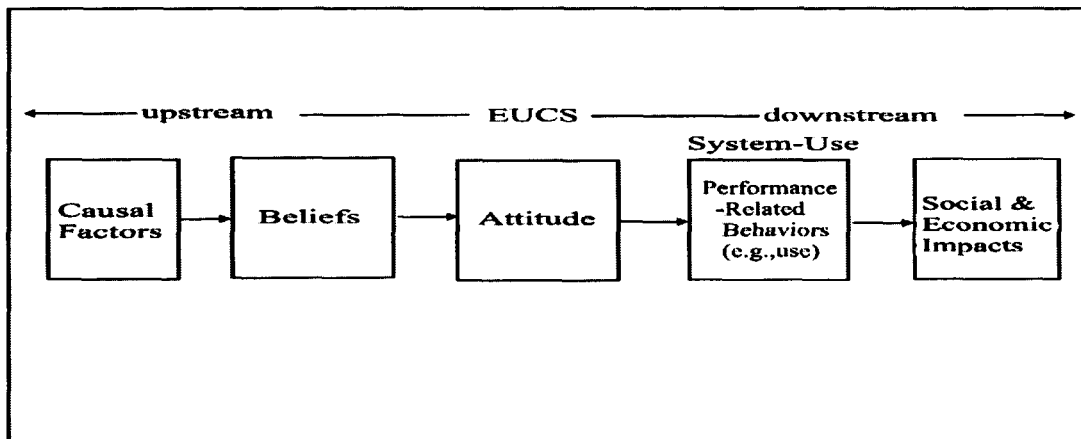 upstream EUCS downstream
System-Use
Causal
Factors
Beliefs
Attitude
Performance
-Related
Behaviors
(e.g.,use)
Social &
Economic
Impacts